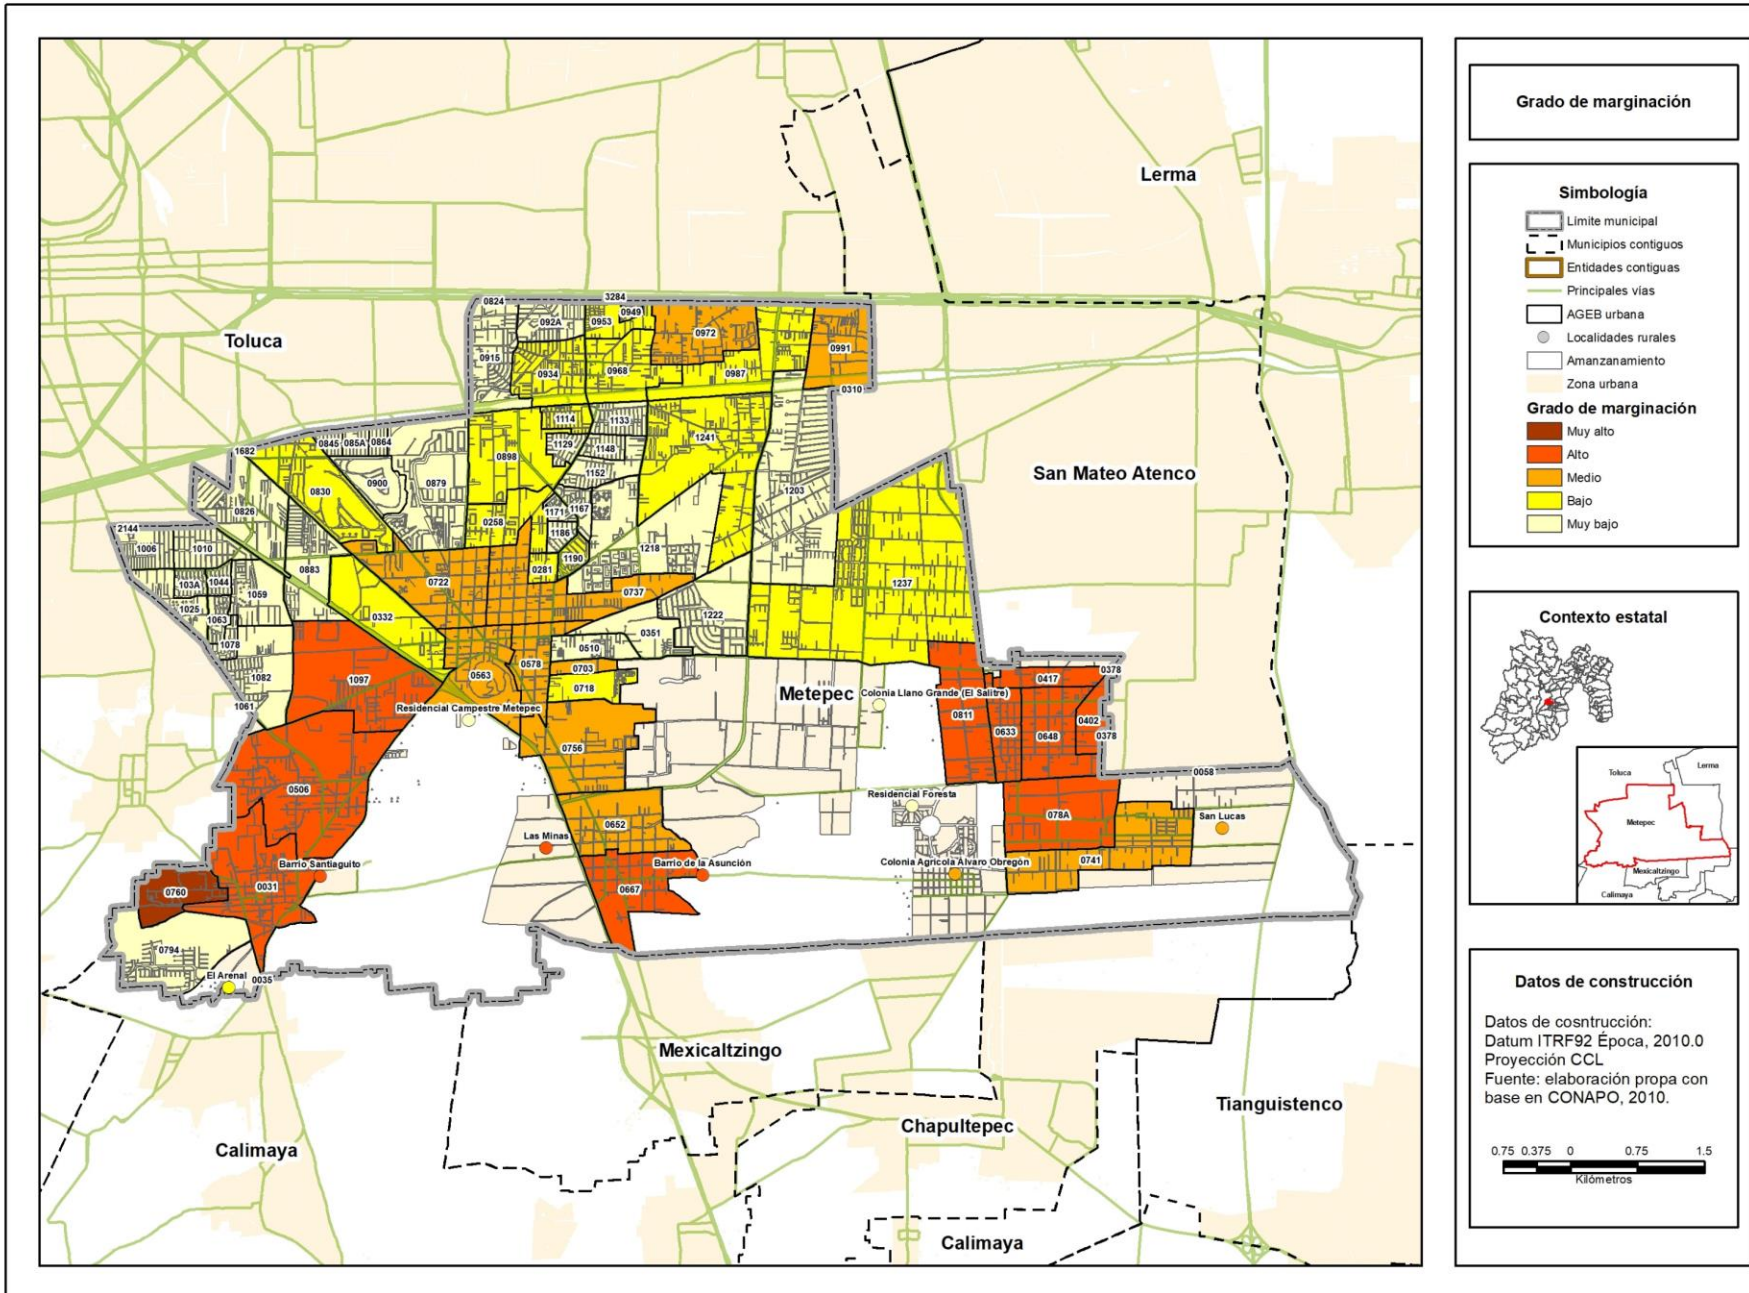 Lerma
Toluca
0824
3284
092A
0953
0949
0972
0991
0915
0934
0968
0987
0310
1114
1133
1241
1682
0845
085A
0864
0898
1129
1148
1152
0830
0900
0879
San Mateo Atenco
1203
0826
0258
1171
1167
1186
2144
1006
1010
1218
1190
0883
0281
103A
1044
1059
0722
0737
1237
1025
1063
0332
1222
1078
0351
0510
0578
0703
0563
1082
1097
0718
0417
0378
Metepec
Colonia Llano Grande (El Salitre)
1061
Residencial Campestre Metepec
0811
0633
0648
0402
0378
0756
0058
0506
Residencial Foresta
078A
San Lucas
0652
Las Minas
Barrio Santiaguito
Barrio de la Asunción
Colonia Agrícola Álvaro Obregón
0741
0760
0031
0667
0794
El Arenal
0035
Mexicaltzingo
Tianguistenco
Chapultepec
Calimaya
Calimaya
Grado de marginación
Simbología
Límite municipal
Municipios contiguos
Entidades contiguas
Principales vías
AGEB urbana
Localidades rurales
Amanzanamiento
Zona urbana
Grado de marginación
Muy alto
Alto
Medio
Bajo
Muy bajo
Contexto estatal
Toluca
Lerma
Metepec
Mexicaltzingo
Calimaya
Datos de construcción
Datos de cosntrucción:
Datum ITRF92 Época, 2010.0
Proyección CCL
Fuente: elaboración propa con
base en CONAPO, 2010.
0.75 0.375 0 0.75 1.5
Kilómetros